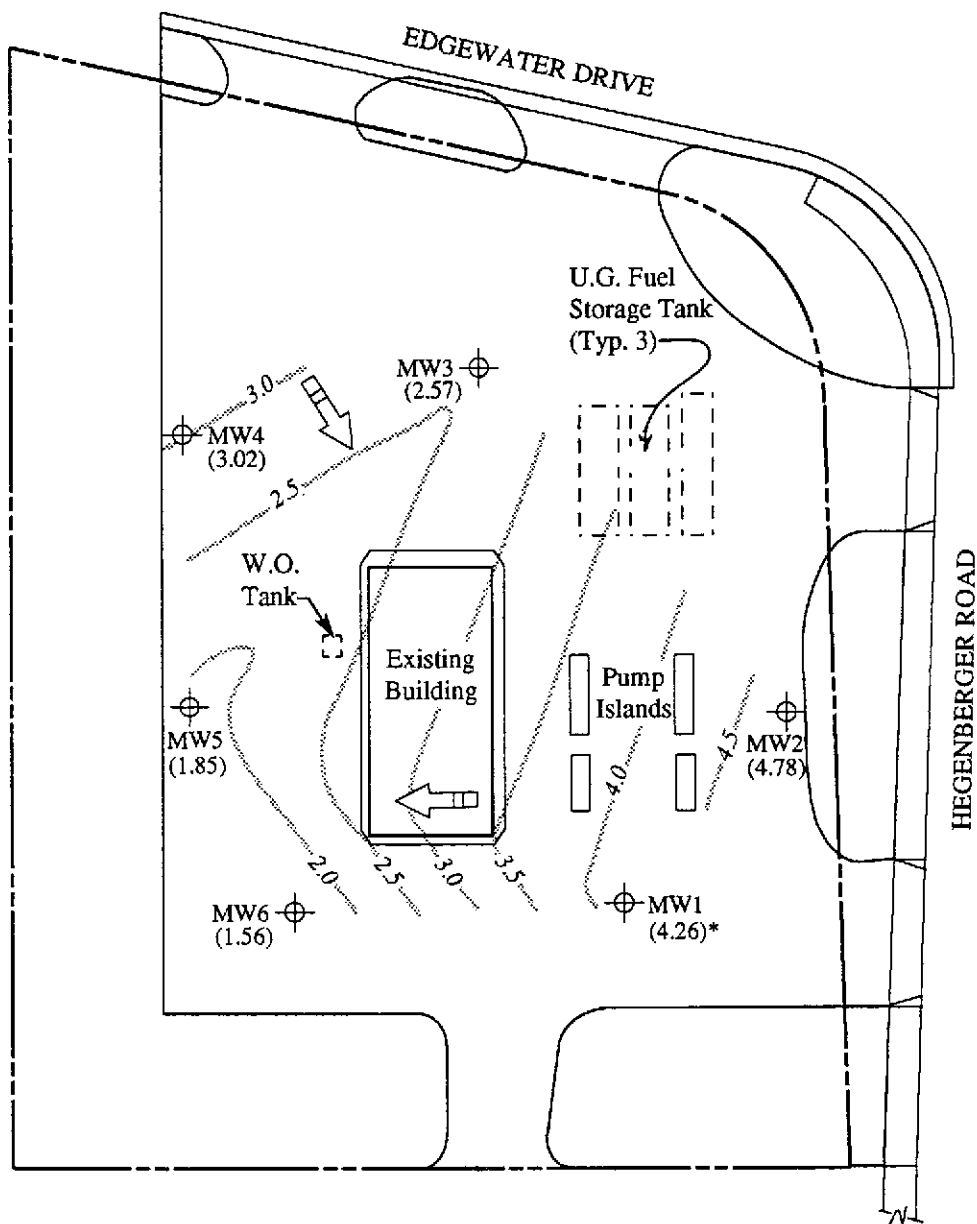 EDGEWATER DRIVE
U.G. Fuel
Storage Tank
(Typ. 3)
MW3
(2.57)
3.0
MW4
(3.02)
2.5
W.O.
Tank
Existing
Building
Pump
Islands
HEGENBERGER ROAD
MW5
(1.85)
MW2
(4.78)
4.5
4.0
2.0
2.5
3.0
3.5
MW6
(1.56)
MW1
(4.26)*